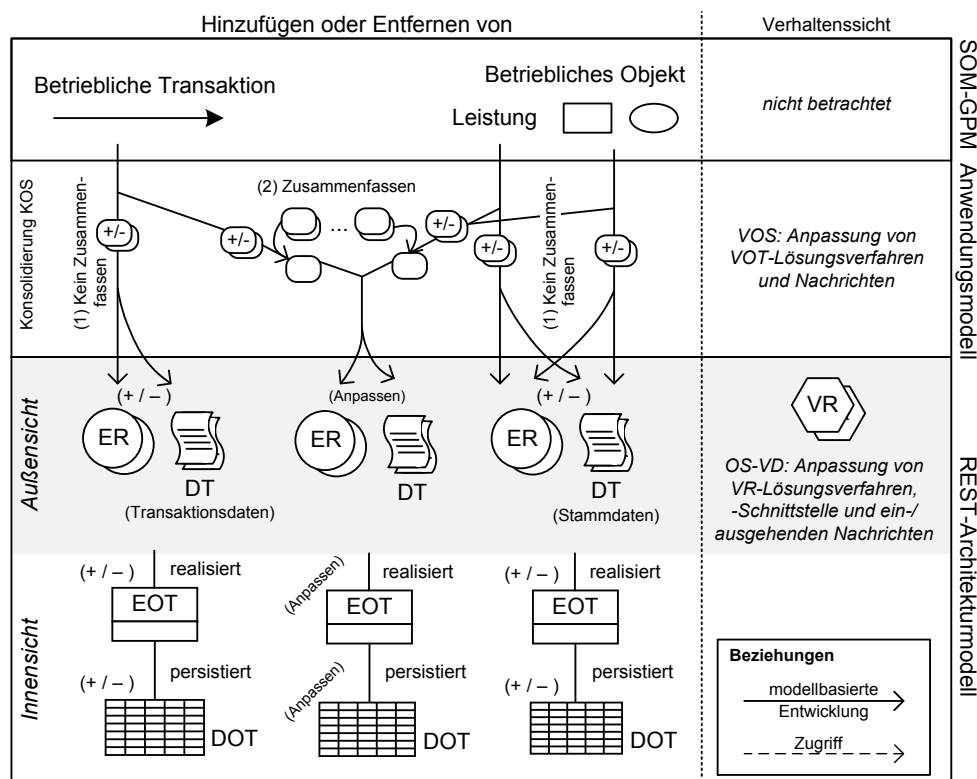 Hinzufügen oder Entfernen von
Verhaltenssicht
Betriebliche Transaktion
Betriebliches Objekt
Leistung
nicht betrachtet
SOM-GPM
Konsolidierung KOS
(1) Kein Zusammen-
fassen
+/-
+/-
(2) Zusammenfassen
...
+/-
+/-
(1) Kein Zusammen-
fassen
+/-
VOS: Anpassung von
VOT-Lösungsverfahren
und Nachrichten
Anwendungsmodell
Außensicht
(+ / –)
ER
DT
(Transaktionsdaten)
(Anpassen)
ER
DT
(+ / –)
ER
DT
(Stammdaten)
VR
OS-VD: Anpassung von
VR-Lösungsverfahren,
-Schnittstelle und ein-/
ausgehenden Nachrichten
REST-Architekturmodell
Innensicht
(+ / –)
realisiert
EOT
(Anpassen)
realisiert
EOT
(+ / –)
realisiert
EOT
(+ / –)
persistiert
DOT
(Anpassen)
persistiert
DOT
(+ / –)
persistiert
DOT
Beziehungen
modellbasierte
Entwicklung
Zugriff